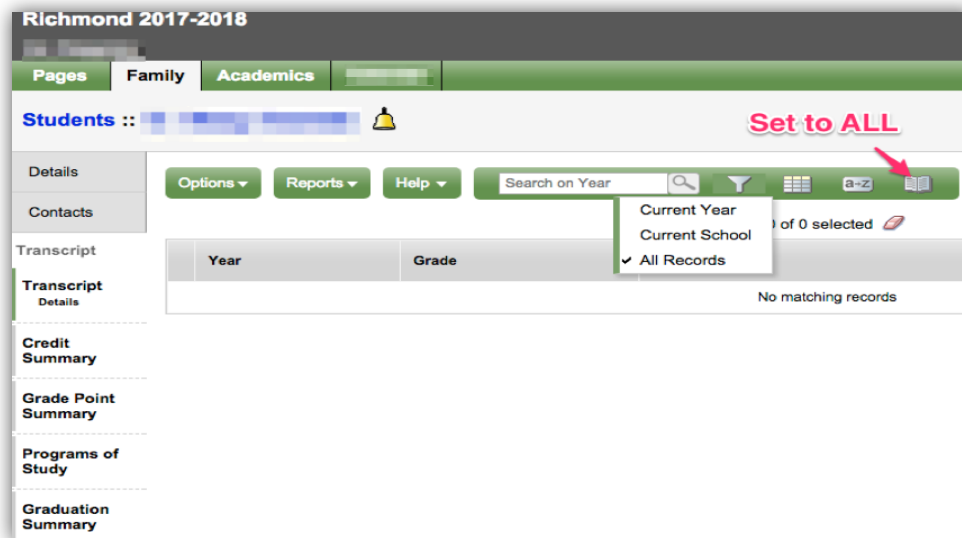 Richmond 2017-2018
Pages Family Academics
Students ::
Set to ALL
Details
Options Reports Help Search on Year a-z
Contacts
Current Year
0 of 0 selected
Current School
All Records
Transcript
Year Grade
Transcript
Details
No matching records
Credit
Summary
Grade Point
Summary
Programs of
Study
Graduation
Summary